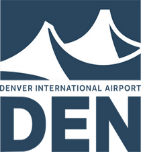 DENVER INTERNATIONAL AIRPORT
DEN